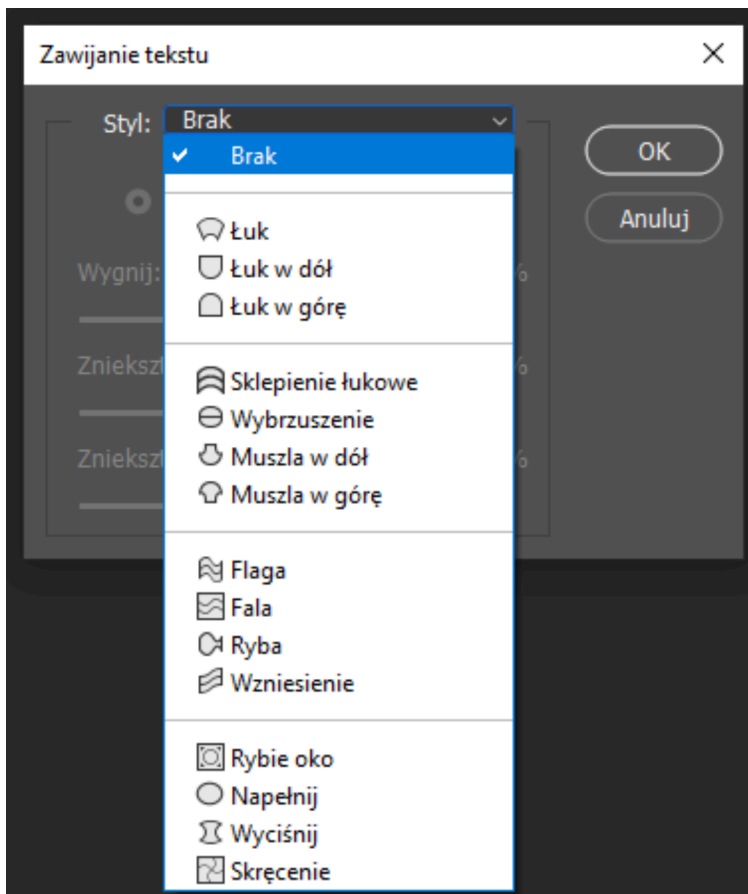 Zawijanie tekstu
Styl: Brak
Brak
OK
Anuluj
Łuk
Łuk w dół
Łuk w górę
Wygnij: %
%
%
Sklepienie łukowe
Wybrzuszenie
Muszla w dół
Muszla w górę
Flaga
Fala
Ryba
Wzniesienie
Rybie oko
Napełnij
Wyciśnij
Skręcenie